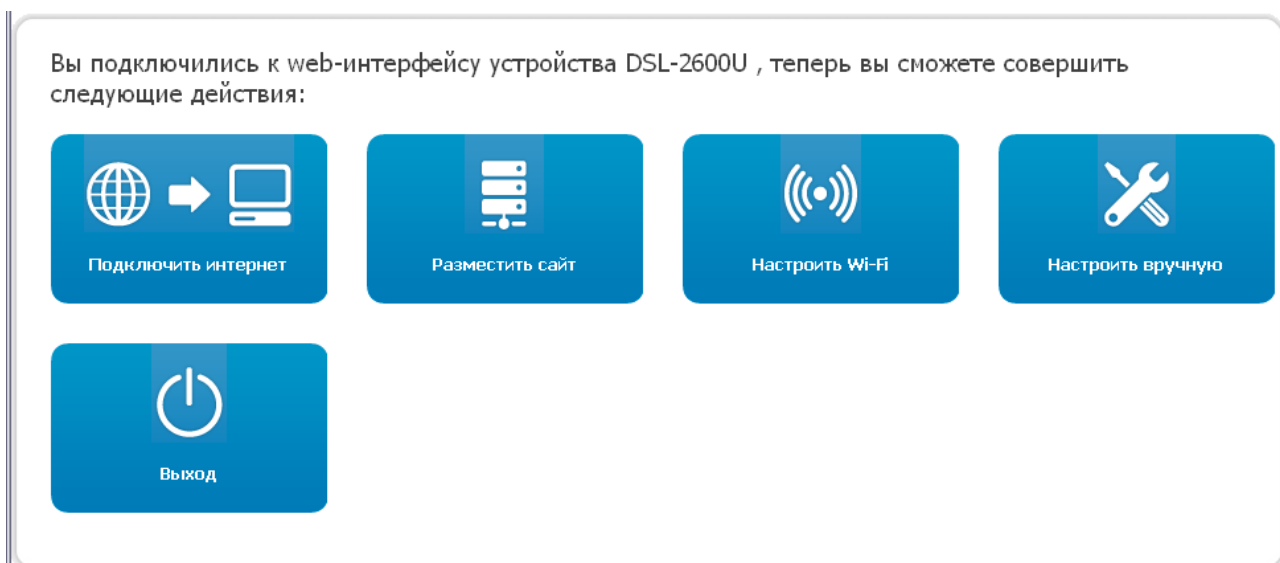 Вы подключились к web-интерфейсу устройства DSL-2600U , теперь вы сможете совершить
следующие действия:
Подключить интернет
Разместить сайт
Настроить Wi-Fi
Настроить вручную
Выход